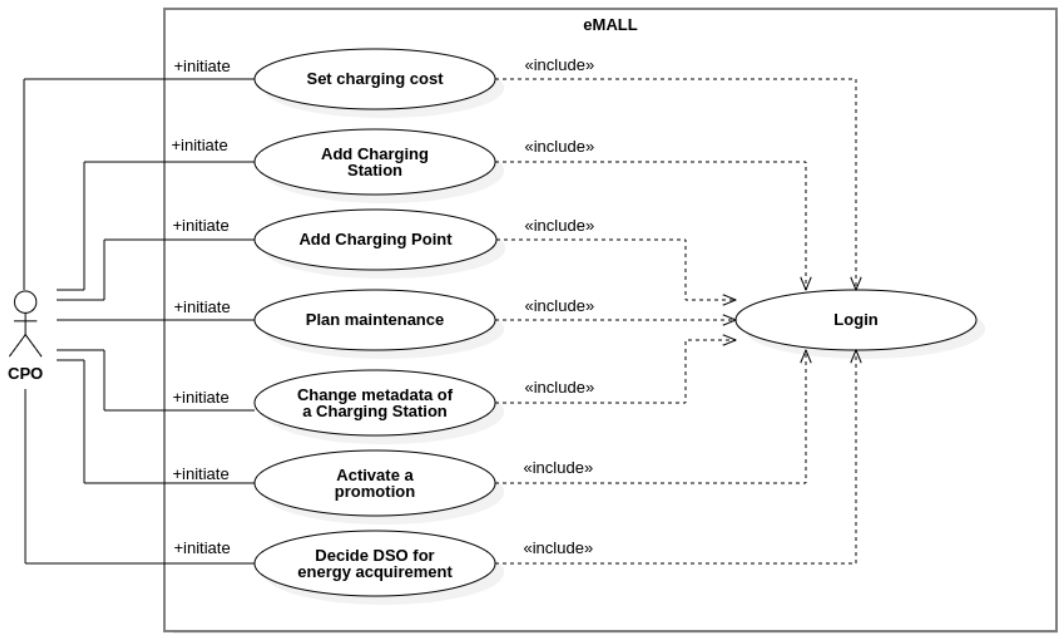 eMALL
+initiate
Set charging cost
«include»
+initiate
Add Charging
Station
«include»
+initiate
Add Charging Point
«include»
+initiate
Plan maintenance
«include»
Login
CPO
+initiate
Change metadata of
a Charging Station
«include»
+initiate
Activate a
promotion
«include»
+initiate
Decide DSO for
energy acquirement
«include»